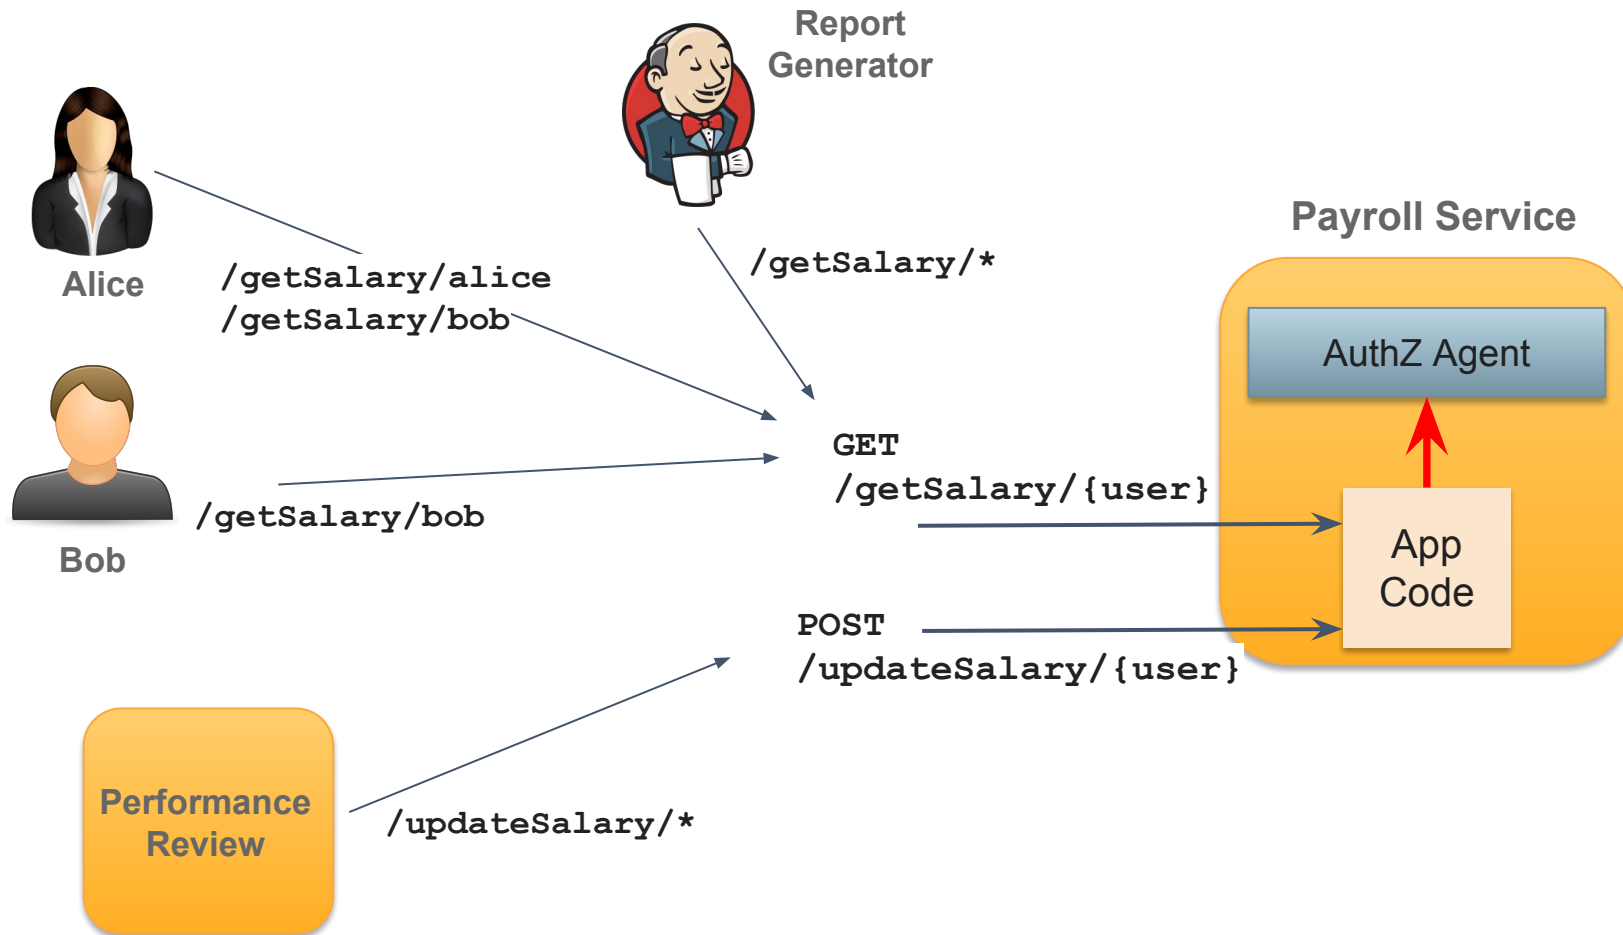 Report
Generator
Alice
/getSalary/alice
/getSalary/bob
/getSalary/*
Payroll Service
AuthZ Agent
Bob
/getSalary/bob
GET
/getSalary/{user}
App
Code
POST
/updateSalary/{user}
Performance
Review
/updateSalary/*